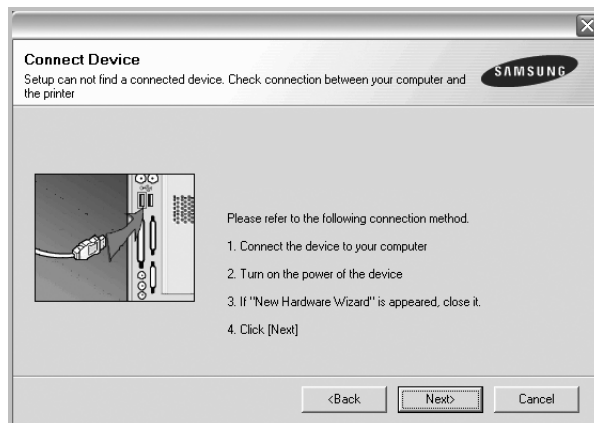 Connect Device
Setup can not find a connected device. Check connection between your computer and
the printer
SAMSUNG
Please refer to the following connection method.
1. Connect the device to your computer
2. Turn on the power of the device
3. If "New Hardware Wizard" is appeared, close it.
4. Click [Next]
<Back
Next>
Cancel